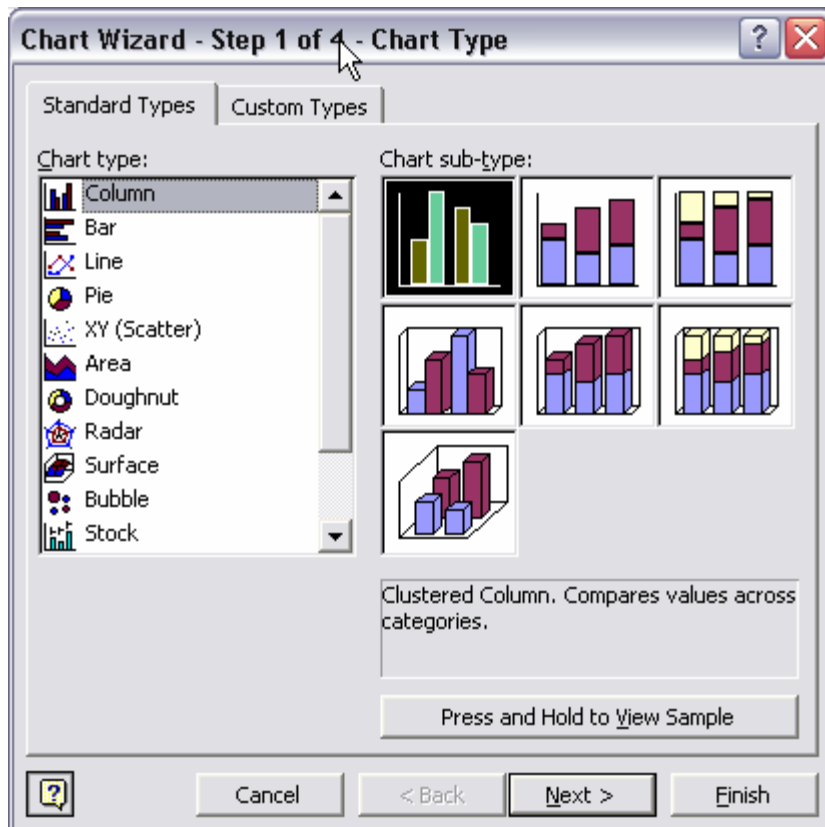 Chart Wizard - Step 1 of 4 - Chart Type
Standard Types
Custom Types
Chart type:
Column
Bar
Line
Pie
XY (Scatter)
Area
Doughnut
Radar
Surface
Bubble
Stock
Chart sub-type:
Clustered Column. Compares values across
categories.
Press and Hold to View Sample
Cancel
< Back
Next >
Finish